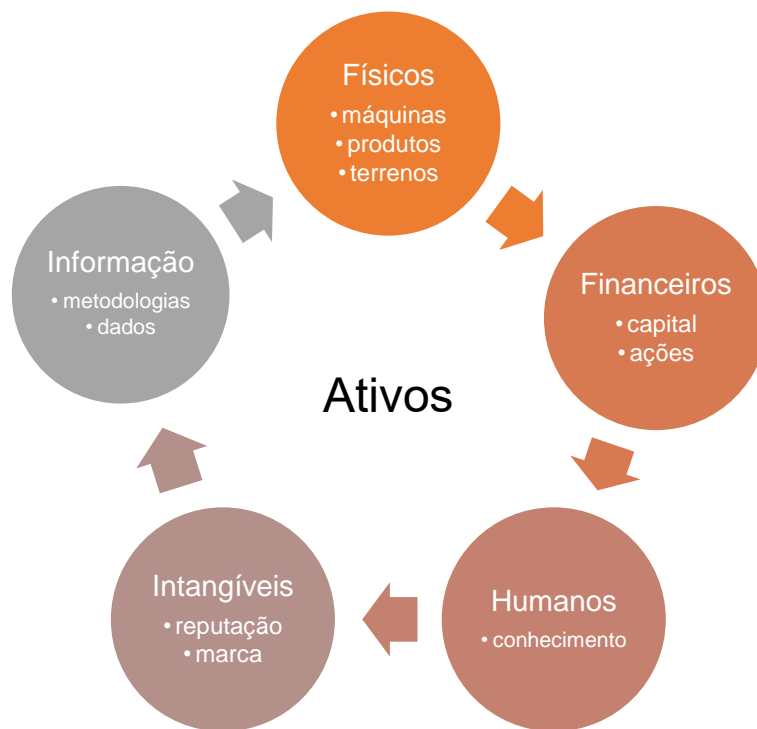 Físicos
• máquinas
• produtos
• terrenos
Financeiros
• capital
• ações
Humanos
• conhecimento
Intangíveis
• reputação
• marca
Informação
• metodologias
• dados
Ativos